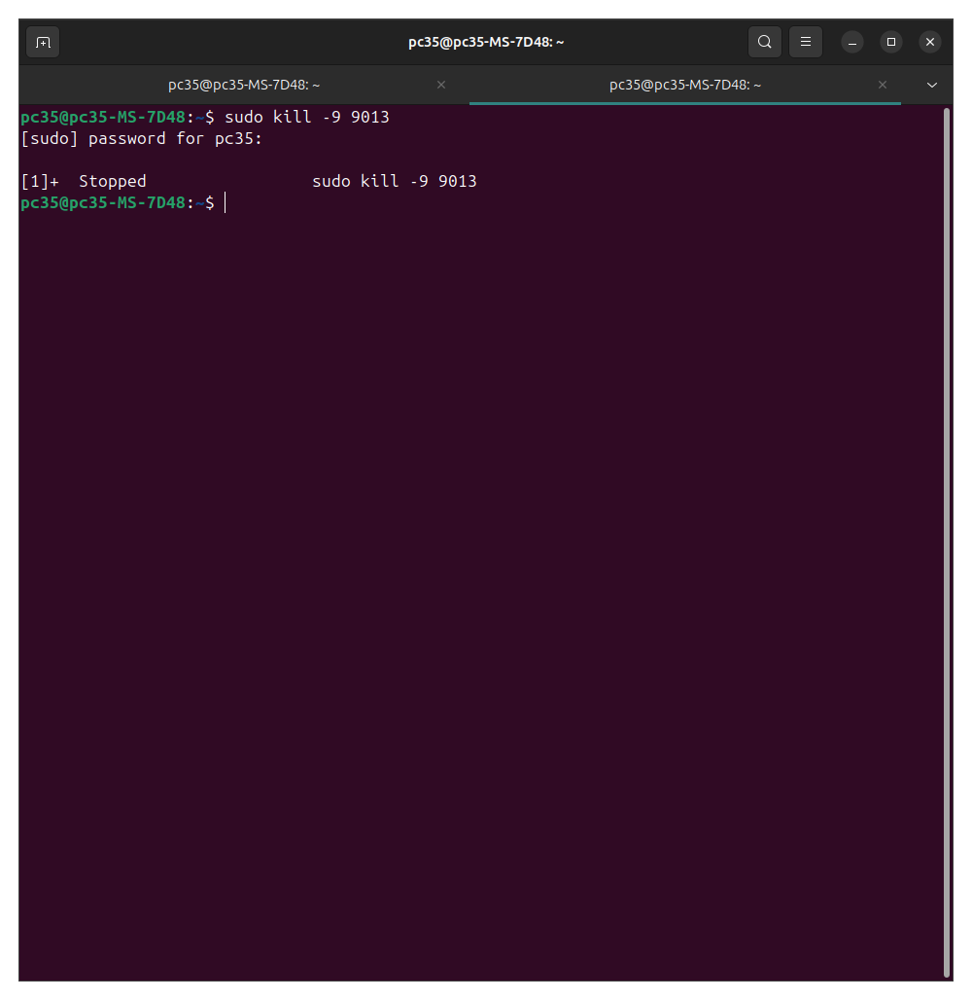 pc35@pc35-MS-7D48: ~
pc35@pc35-MS-7D48: ~
pc35@pc35-MS-7D48: ~
pc35@pc35-MS-7D48:~$ sudo kill -9 9013
[sudo] password for pc35:
[1]+  Stopped                 sudo kill -9 9013
pc35@pc35-MS-7D48:~$